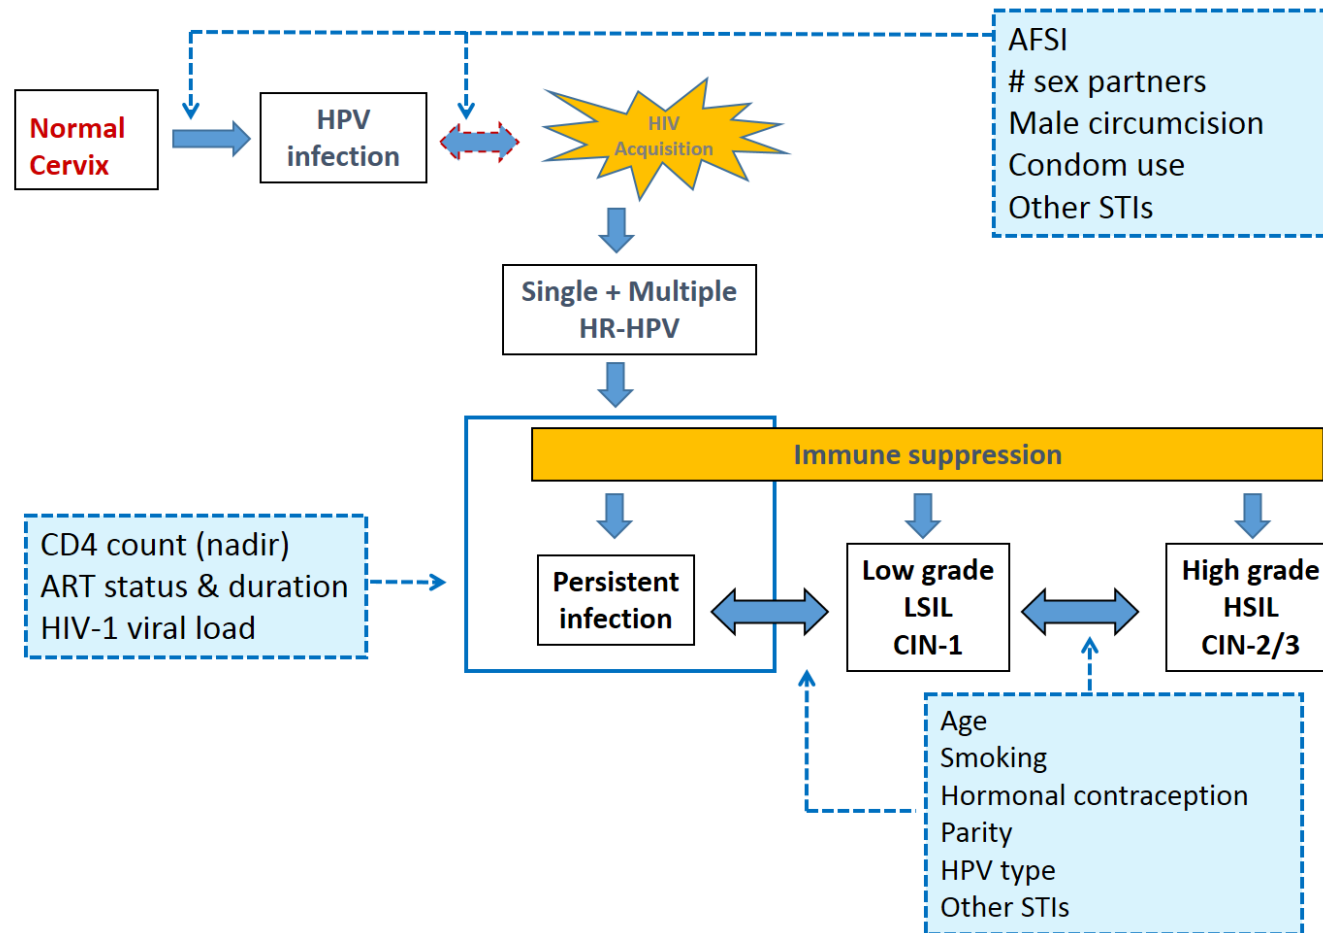 AFSI
# sex partners
Male circumcision
Condom use
Other STIs
Normal
Cervix
HPV
infection
HIV
Acquisition
Single + Multiple
HR-HPV
Immune suppression
CD4 count (nadir)
ART status & duration
HIV-1 viral load
Persistent
infection
Low grade
LSIL
CIN-1
High grade
HSIL
CIN-2/3
Age
Smoking
Hormonal contraception
Parity
HPV type
Other STIs